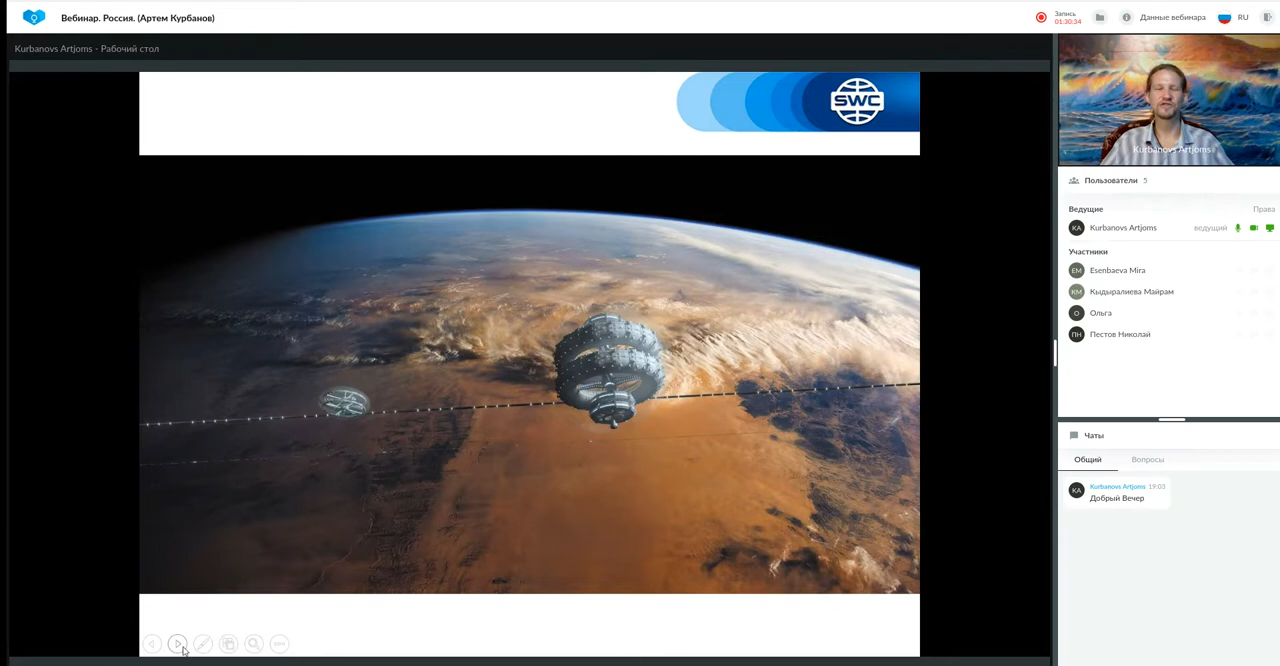 Вебинар. Россия. (Артем Курбанов)
Запись
01:30:34
Данные вебинара
RU
Kurbanovs Artjoms - Рабочий стол
SWC
Kurbanovs Artjoms
Пользователи 5
Ведущие Права
KA Kurbanovs Artjoms ведущий
Участники
EM Esenbaeva Mira
КМ Кыдыралиева Майрам
О Ольга
ПН Пестов Николай
Чаты
Общий Вопросы
KA Kurbanovs Artjoms 19:03
Добрый Вечер